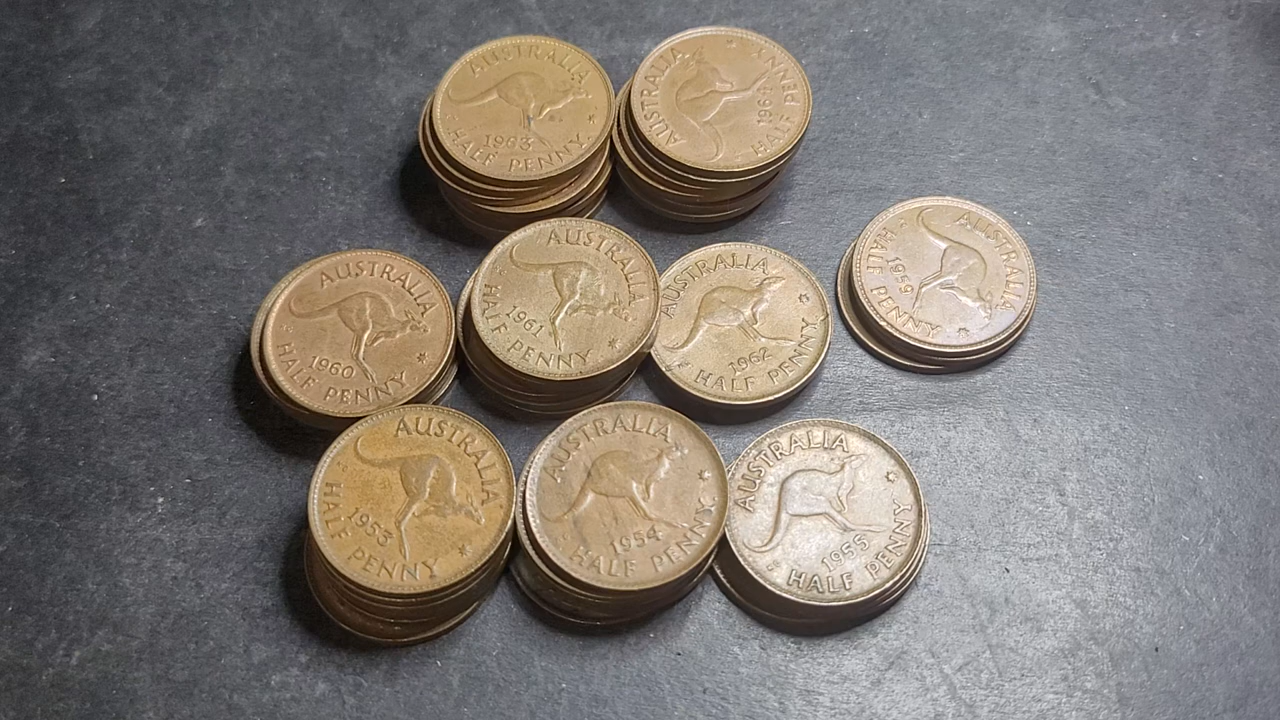 AUSTRALIA
1963
HALF PENNY
AUSTRALIA
1964
HALF PENNY
AUSTRALIA
1959
HALF PENNY
AUSTRALIA
1960
HALF PENNY
AUSTRALIA
1961
HALF PENNY
AUSTRALIA
1962
HALF PENNY
AUSTRALIA
1953
HALF PENNY
AUSTRALIA
1954
HALF PENNY
AUSTRALIA
1955
HALF PENNY